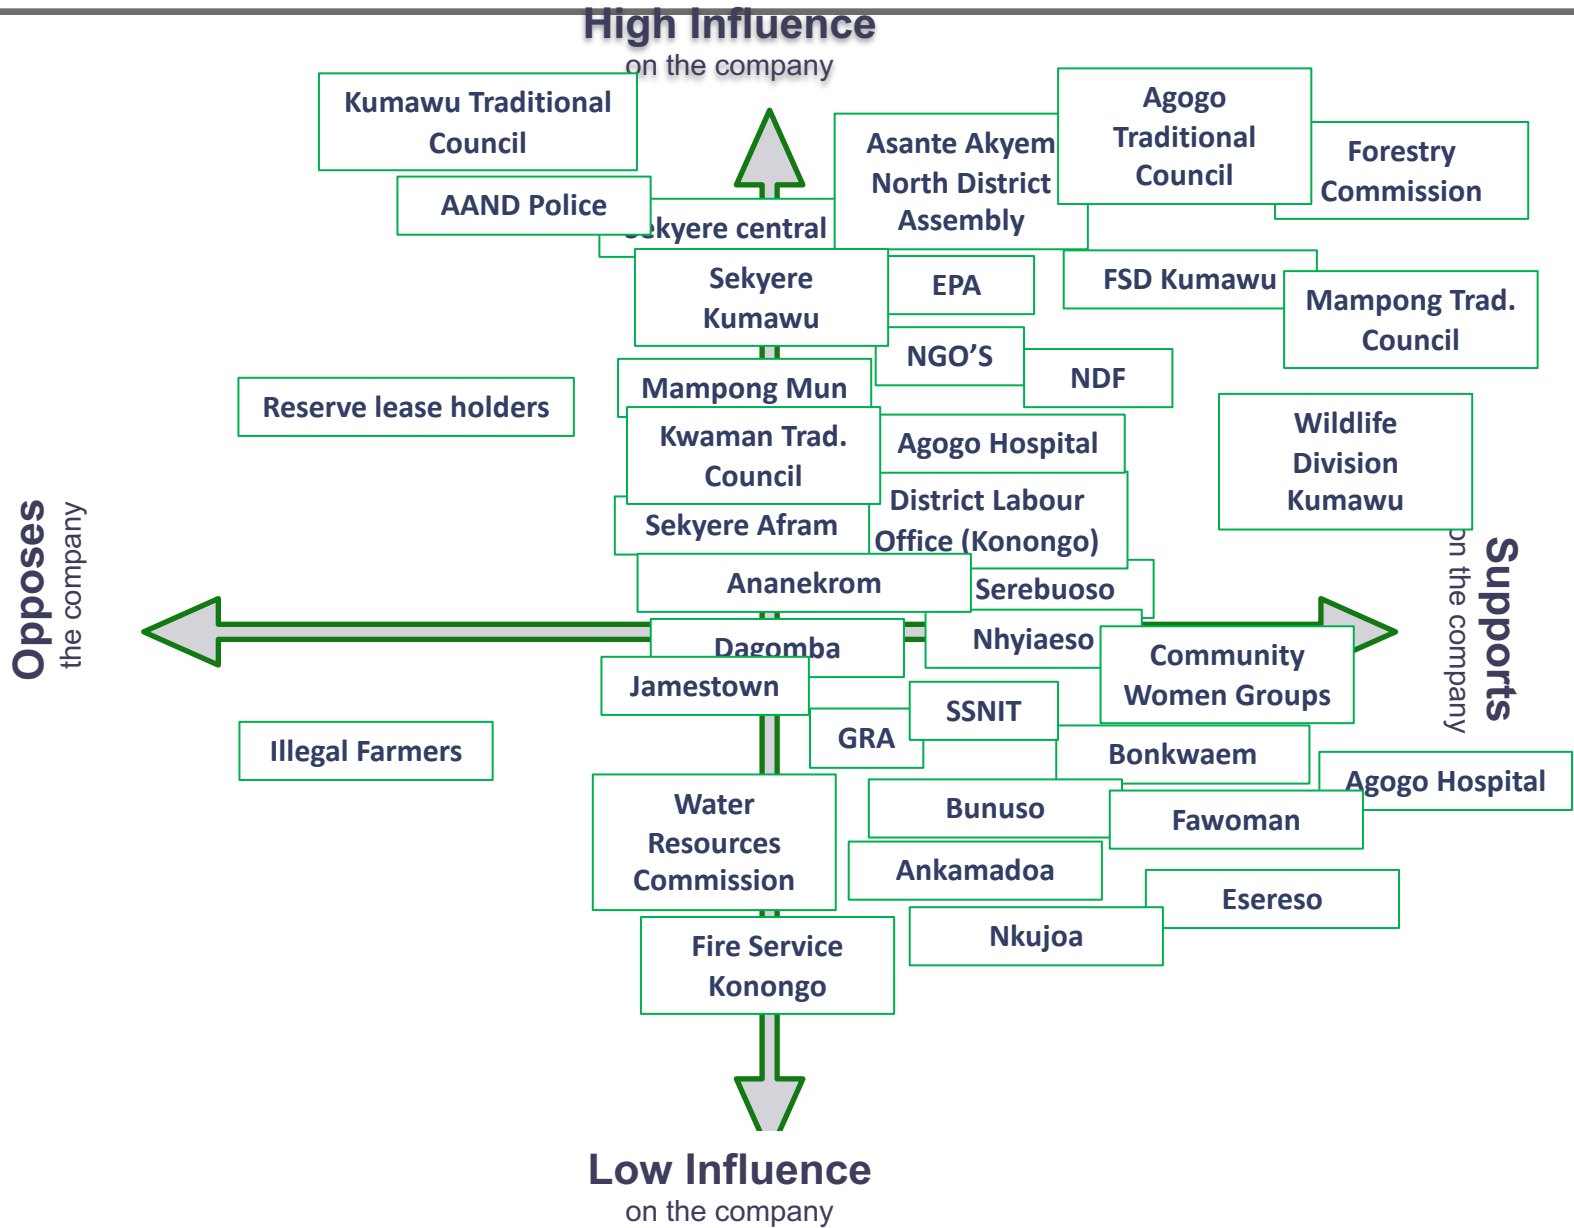 High Influence
on the company
Kumawu Traditional
Council
AAND Police
Sekyere central
Asante Akyem
North District
Assembly
Agogo
Traditional
Council
Forestry
Commission
Sekyere
Kumawu
EPA
FSD Kumawu
Mampong Trad.
Council
NGO’S
NDF
Mampong Mun
Reserve lease holders
Kwaman Trad.
Council
Agogo Hospital
Wildlife
Division
Kumawu
Sekyere Afram
District Labour
Office (Konongo)
Opposes
the company
Supports
on the company
Ananekrom
Serebuoso
Dagomba
Nhyiaeso
Community
Women Groups
Jamestown
SSNIT
GRA
Illegal Farmers
Bonkwaem
Agogo Hospital
Water
Resources
Commission
Bunuso
Fawoman
Ankamadoa
Esereso
Nkujoa
Fire Service
Konongo
Low Influence
on the company